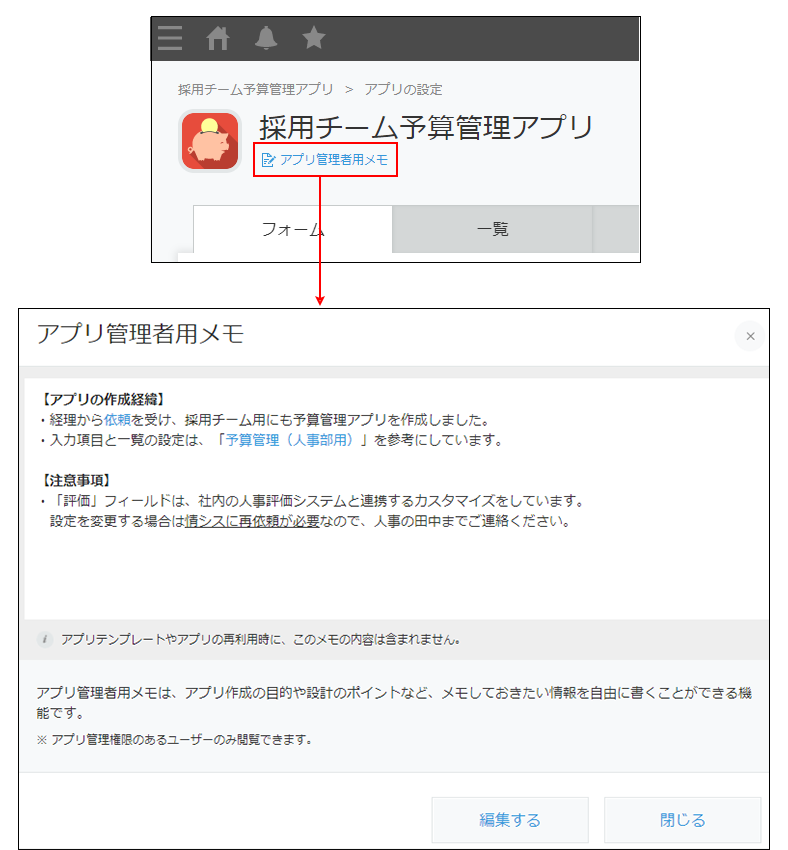 採用チーム予算管理アプリ > アプリの設定
採用チーム予算管理アプリ
アプリ管理者用メモ
フォーム
一覧
アプリ管理者用メモ
×
【アプリの作成経緯】
・経理から依頼を受け、採用チーム用にも予算管理アプリを作成しました。
・入力項目と一覧の設定は、「予算管理（人事部用）」を参考にしています。
【注意事項】
・「評価」フィールドは、社内の人事評価システムと連携するカスタマイズをしています。
設定を変更する場合は情シスに再依頼が必要なので、人事の田中までご連絡ください。
i アプリテンプレートやアプリの再利用時に、このメモの内容は含まれません。
アプリ管理者用メモは、アプリ作成の目的や設計のポイントなど、メモしておきたい情報を自由に書くことができる機
能です。
※ アプリ管理権限のあるユーザーのみ閲覧できます。
編集する
閉じる